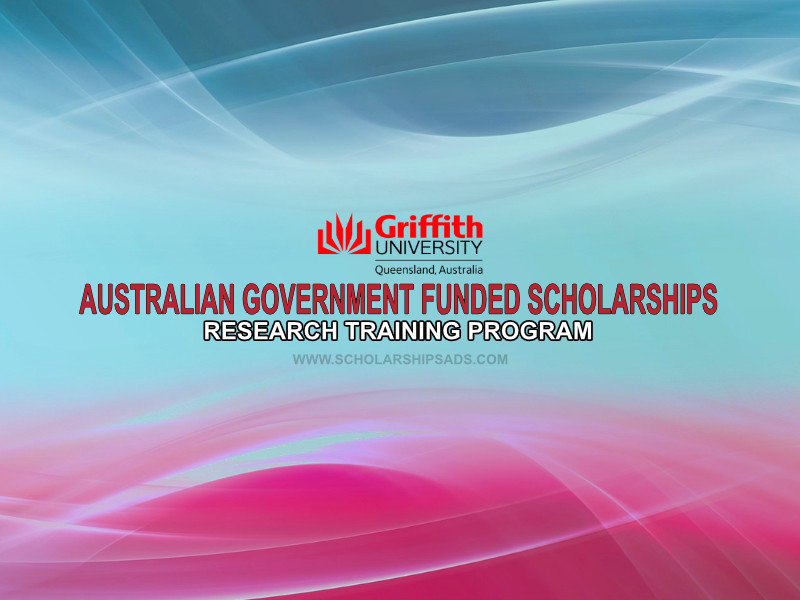 Griffith
UNIVERSITY
Queensland, Australia
AUSTRALIAN GOVERNMENT FUNDED SCHOLARSHIPS
RESEARCH TRAINING PROGRAM
WWW.SCHOLARSHIPSADS.COM